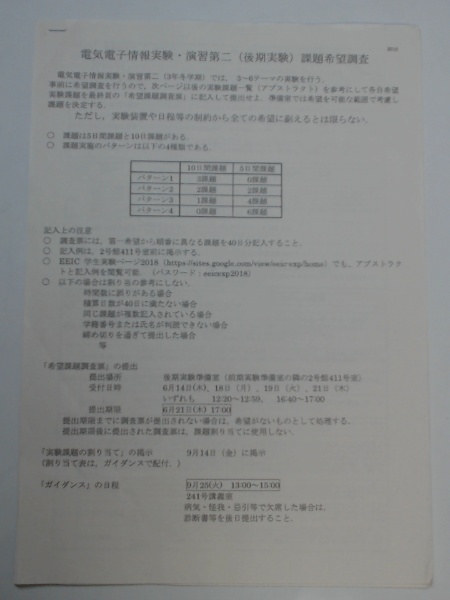 2018
電気電子情報実験・演習第二（後期実験）課題希望調査
電気電子情報実験・演習第二（3年冬学期）では、3～6テーマの実験を行う。
事前に希望調査を行うので、次ページ以後の課題一覧（アブストラクト）を参考にして各自希望
実験課題を最終頁の「希望課題調査票」に記入して提出せよ。準備室では希望を可能な範囲で考慮し
課題を決定する。
ただし、実験装置や日程等の制約から全ての希望に副えるとは限らない。
○ 課題は5日間課題と10日課題がある。
○ 課題実施のパターンは以下の4種類である。
10日間課題 5日間課題
パターン1 3課題 0課題
パターン2 2課題 2課題
パターン3 1課題 4課題
パターン4 0課題 6課題
記入上の注意
○ 調査票には、第一希望から順番に異なる課題を40日分記入すること。
○ 記入例は、2号館411号室前に掲示する。
○ EEIC 学生実験ページ2018（https://sites.google.com/view/eeic-exp/home）でも、アブストラク
トと記入例を閲覧可能。（パスワード：eeicexp2018）
○ 以下の場合は割り振の参考にしない。
時間数に誤りがある場合
積算日数が40日に満たない場合
同じ課題が複数記入されている場合
学籍番号または氏名が判読できない場合
締め切りを過ぎて提出した場合
等
「希望課題調査票」の提出
提出場所 後期実験準備室（前期実験準備室の隣の2号館411号室）
受付日時 6月14日(木)、18日（月）、19日（火）、21日（木）
いずれも 12:20～12:59、 16:40～17:00
提出期限 6月21日(木) 17:00
提出期限までに調査票が提出されない場合は、希望がないものとして処理する。
提出期限後に提出された調査票は、課題割り当てに使用しない。
「実験課題の割り当て」の掲示 9月14日（金）に掲示
（割り当て表は、ガイダンスで配付。）
「ガイダンス」の日程 9月25(火) 13:00～15:00
241号講義室
病気・怪我・忌引等で欠席した場合は、
診断書等を後日提出すること。